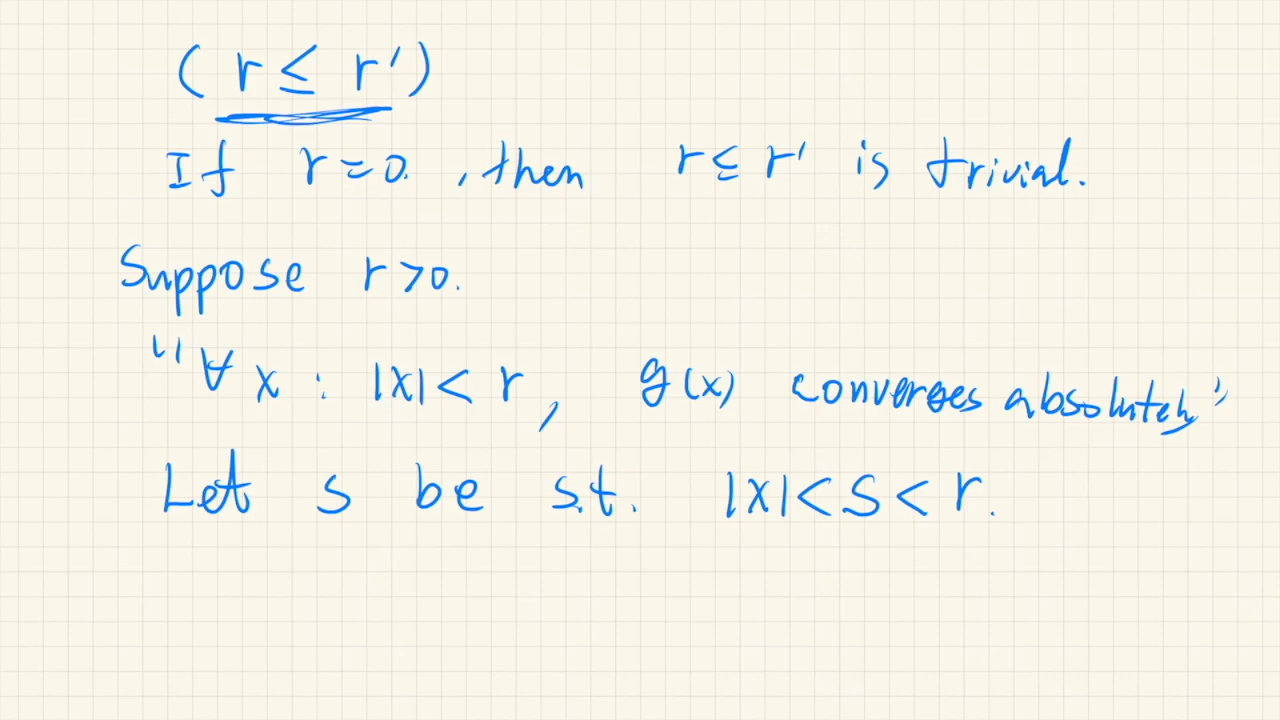 ( r ≤ r' )
If r=0. , then r ≤ r' is trivial.
Suppose r>0.
"∀x : |x| < r, g(x) converges absolutely"
Let s be s.t. |x| < s < r.